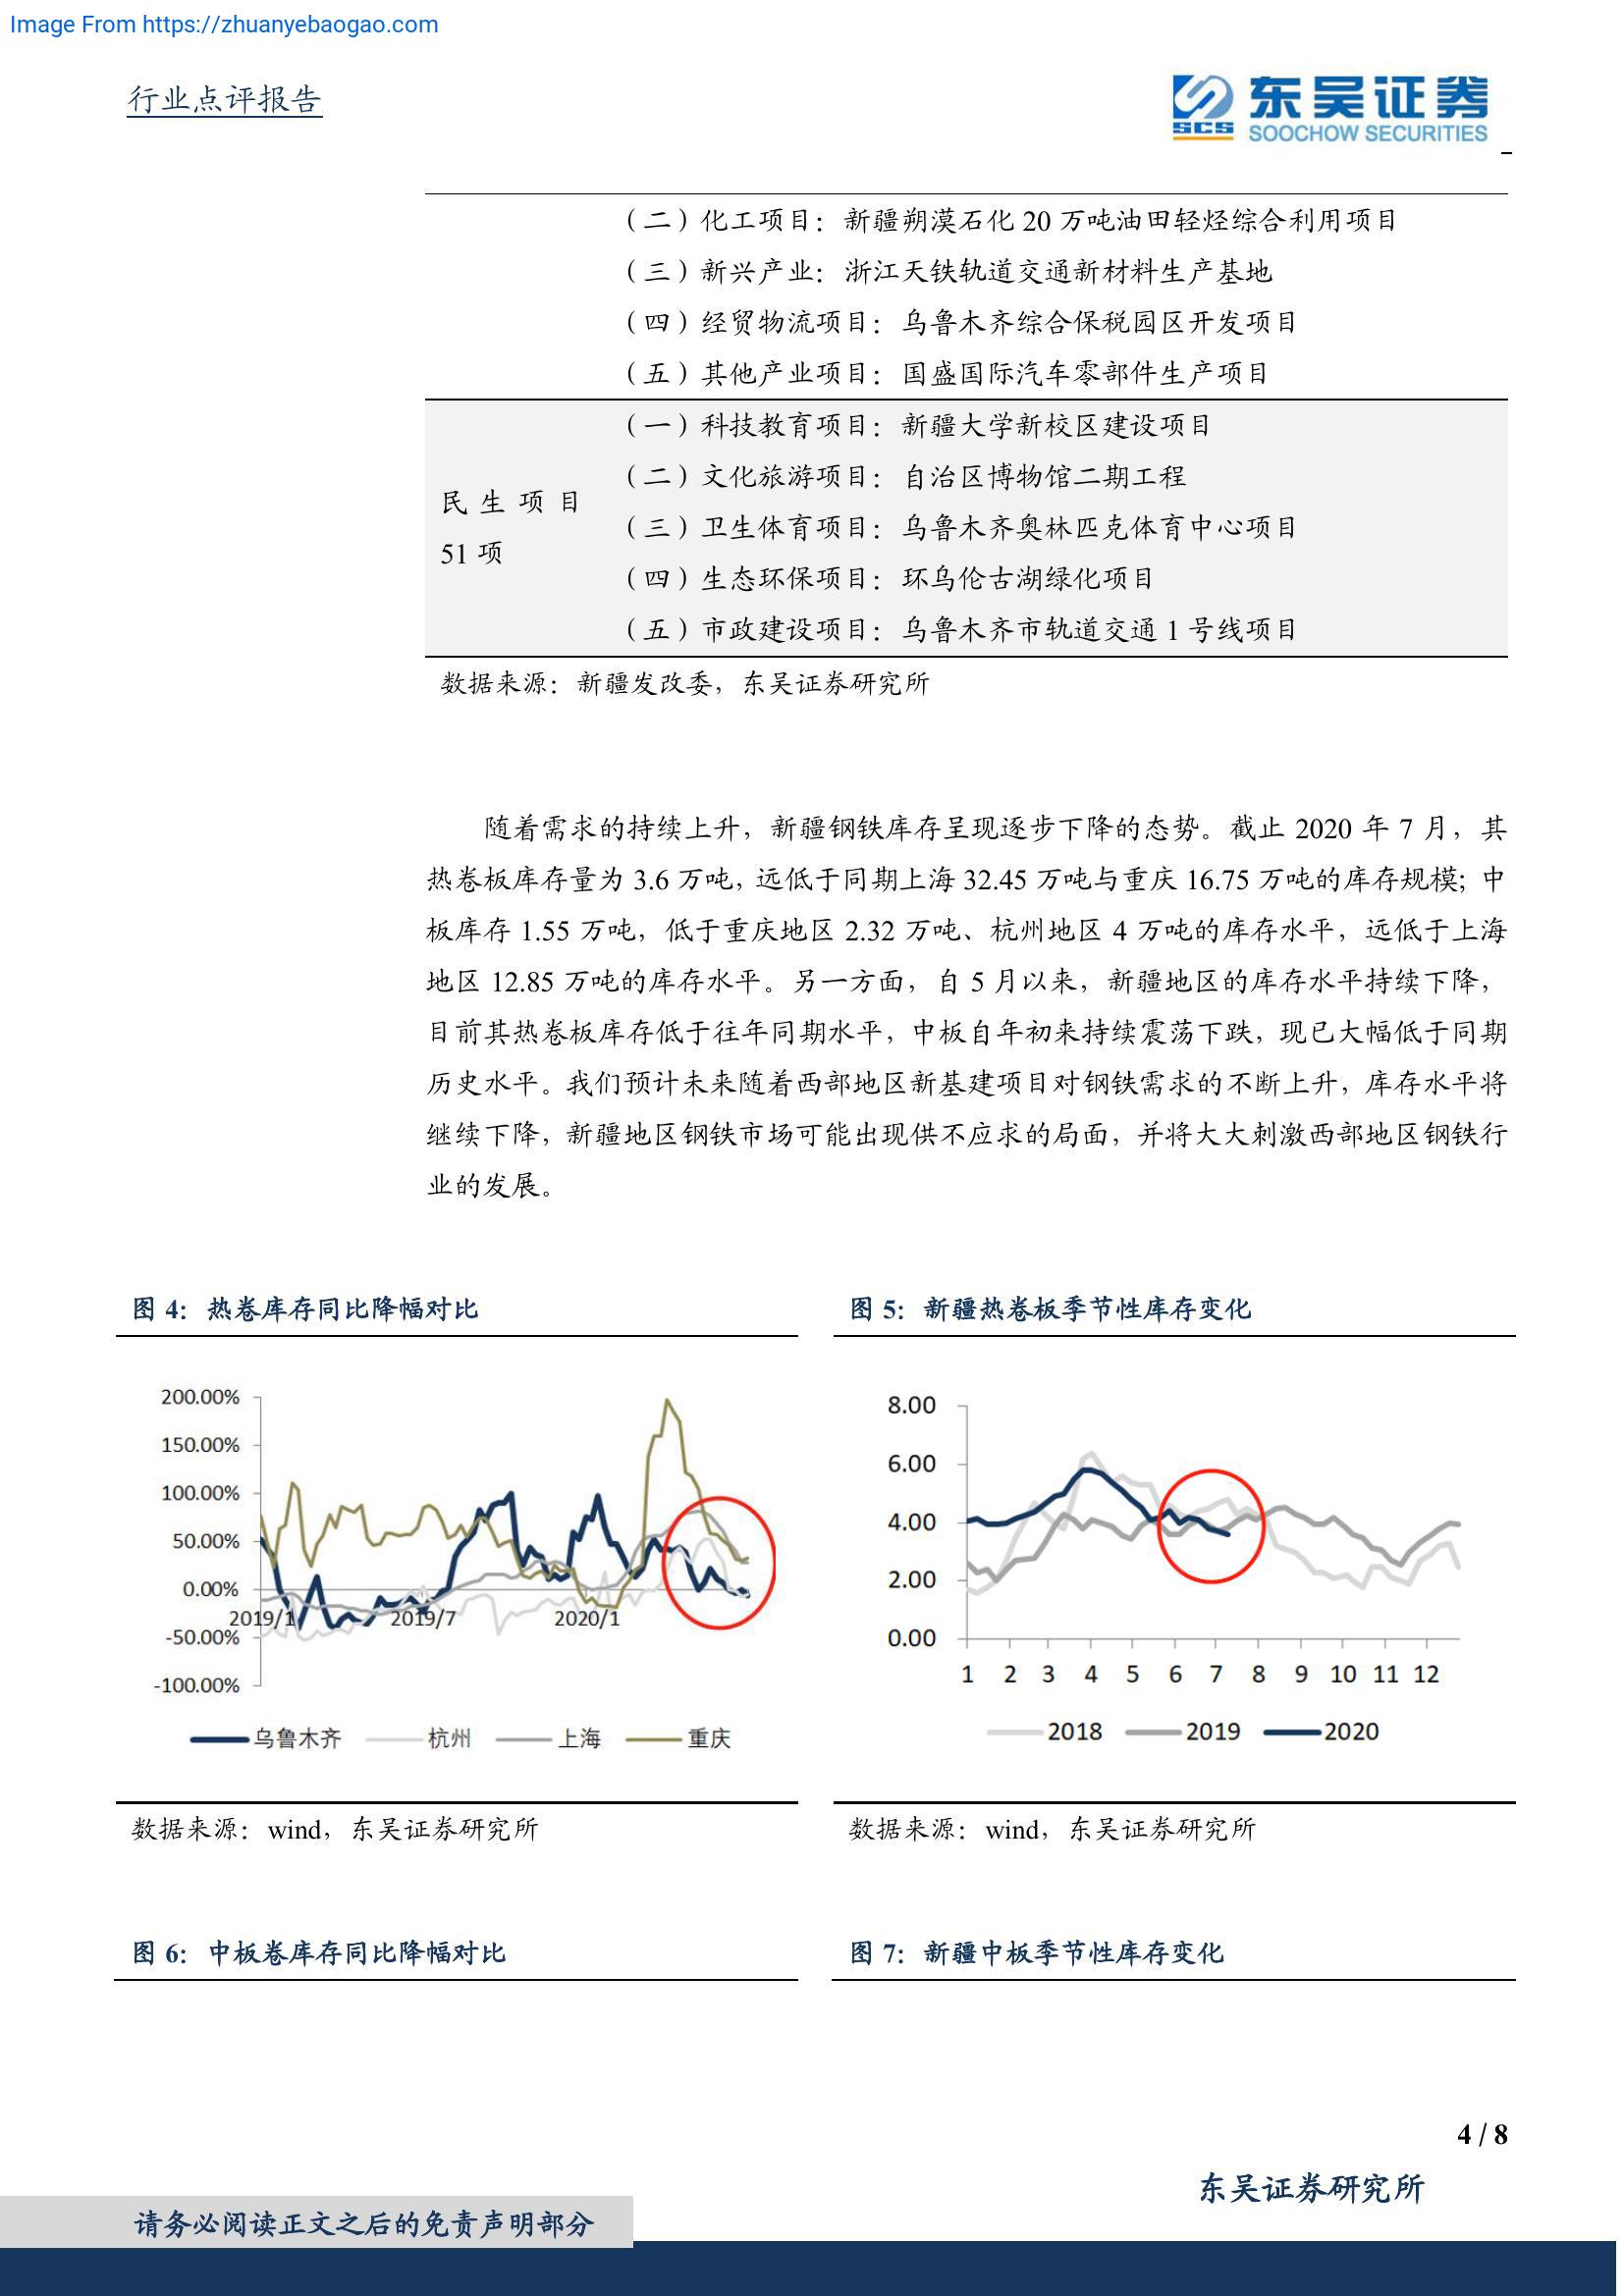 Image From https://zhuanyebaogao.com
行业点评报告
东吴证券
SCS
SOOCHOW SECURITIES
（二）化工项目：新疆朔漠石化 20 万吨油田轻烃综合利用项目
（三）新兴产业：浙江天铁轨道交通新材料生产基地
（四）经贸物流项目：乌鲁木齐综合保税园区开发项目
（五）其他产业项目：国盛国际汽车零部件生产项目
民生项目
51 项
（一）科技教育项目：新疆大学新校区建设项目
（二）文化旅游项目：自治区博物馆二期工程
（三）卫生体育项目：乌鲁木齐奥林匹克体育中心项目
（四）生态环保项目：环乌伦古湖绿化项目
（五）市政建设项目：乌鲁木齐市轨道交通 1 号线项目
数据来源：新疆发改委，东吴证券研究所
随着需求的持续上升，新疆钢铁库存呈现逐步下降的态势。截止 2020 年 7 月，其
热卷板库存量为 3.6 万吨，远低于同期上海 32.45 万吨与重庆 16.75 万吨的库存规模；中
板库存 1.55 万吨，低于重庆地区 2.32 万吨、杭州地区 4 万吨的库存水平，远低于上海
地区 12.85 万吨的库存水平。另一方面，自 5 月以来，新疆地区的库存水平持续下降，
目前其热卷板库存低于往年同期水平，中板自年初来持续震荡下跌，现已大幅低于同期
历史水平。我们预计未来随着西部地区新基建项目对钢铁需求的不断上升，库存水平将
继续下降，新疆地区钢铁市场可能出现供不应求的局面，并将大大刺激西部地区钢铁行
业的发展。
图 4：热卷库存同比降幅对比
200.00%
150.00%
100.00%
50.00%
0.00%
-50.00%
-100.00%
2019/1 2019/7 2020/1
乌鲁木齐 杭州 上海 重庆
数据来源：wind，东吴证券研究所
图 5：新疆热卷板季节性库存变化
8.00
6.00
4.00
2.00
0.00
1 2 3 4 5 6 7 8 9 10 11 12
2018 2019 2020
数据来源：wind，东吴证券研究所
图 6：中板卷库存同比降幅对比
图 7：新疆中板季节性库存变化
4 / 8
东吴证券研究所
请务必阅读正文之后的免责声明部分